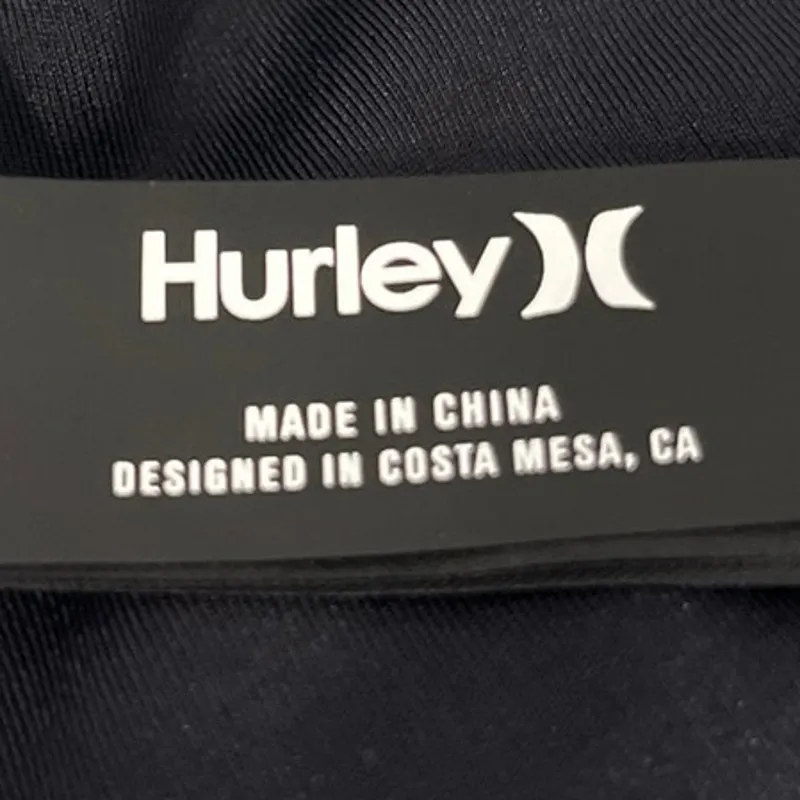 Hurley
MADE IN CHINA
DESIGNED IN COSTA MESA, CA